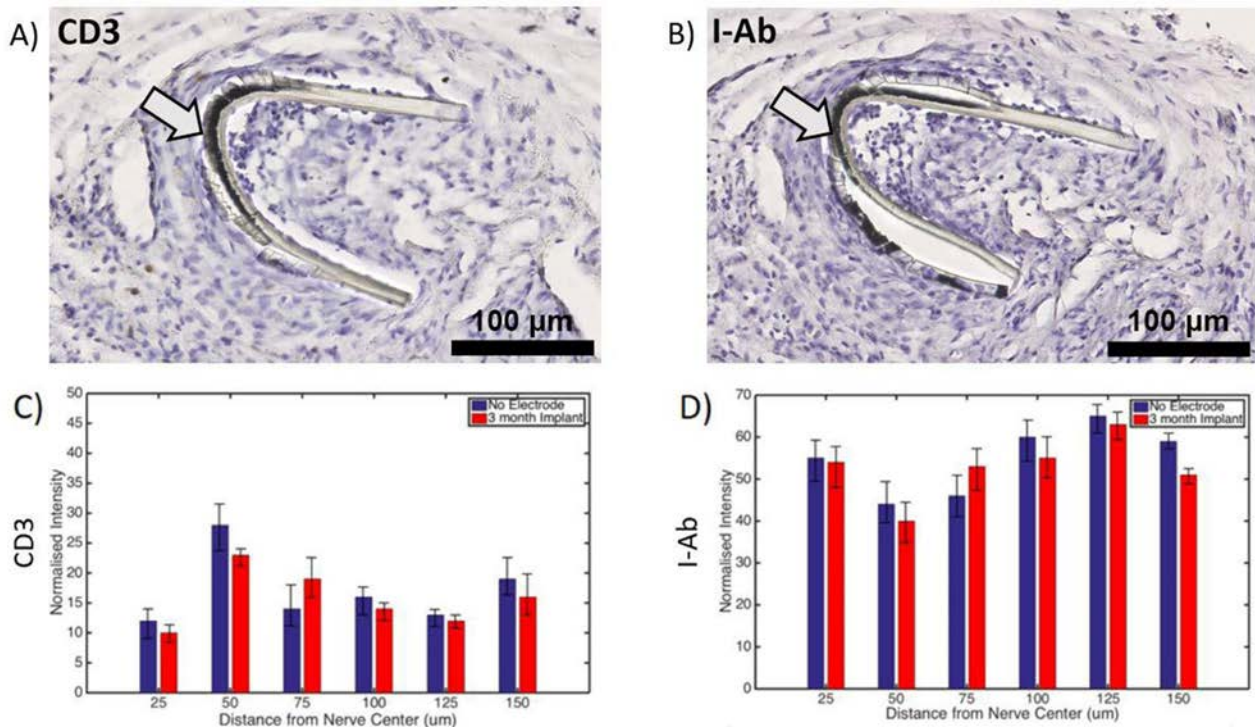 A) CD3
B) I-Ab
100 µm
100 µm
C)
CD3
Normalised Intensity
50
45
40
35
30
25
20
15
10
5
0
No Electrode
3 month Implant
25 50 75 100 125 150
Distance from Nerve Center (um)
D)
I-Ab
Normalised Intensity
70
60
50
40
30
20
10
0
No Electrode
3 month Implant
25 50 75 100 125 150
Distance from Nerve Center (um)